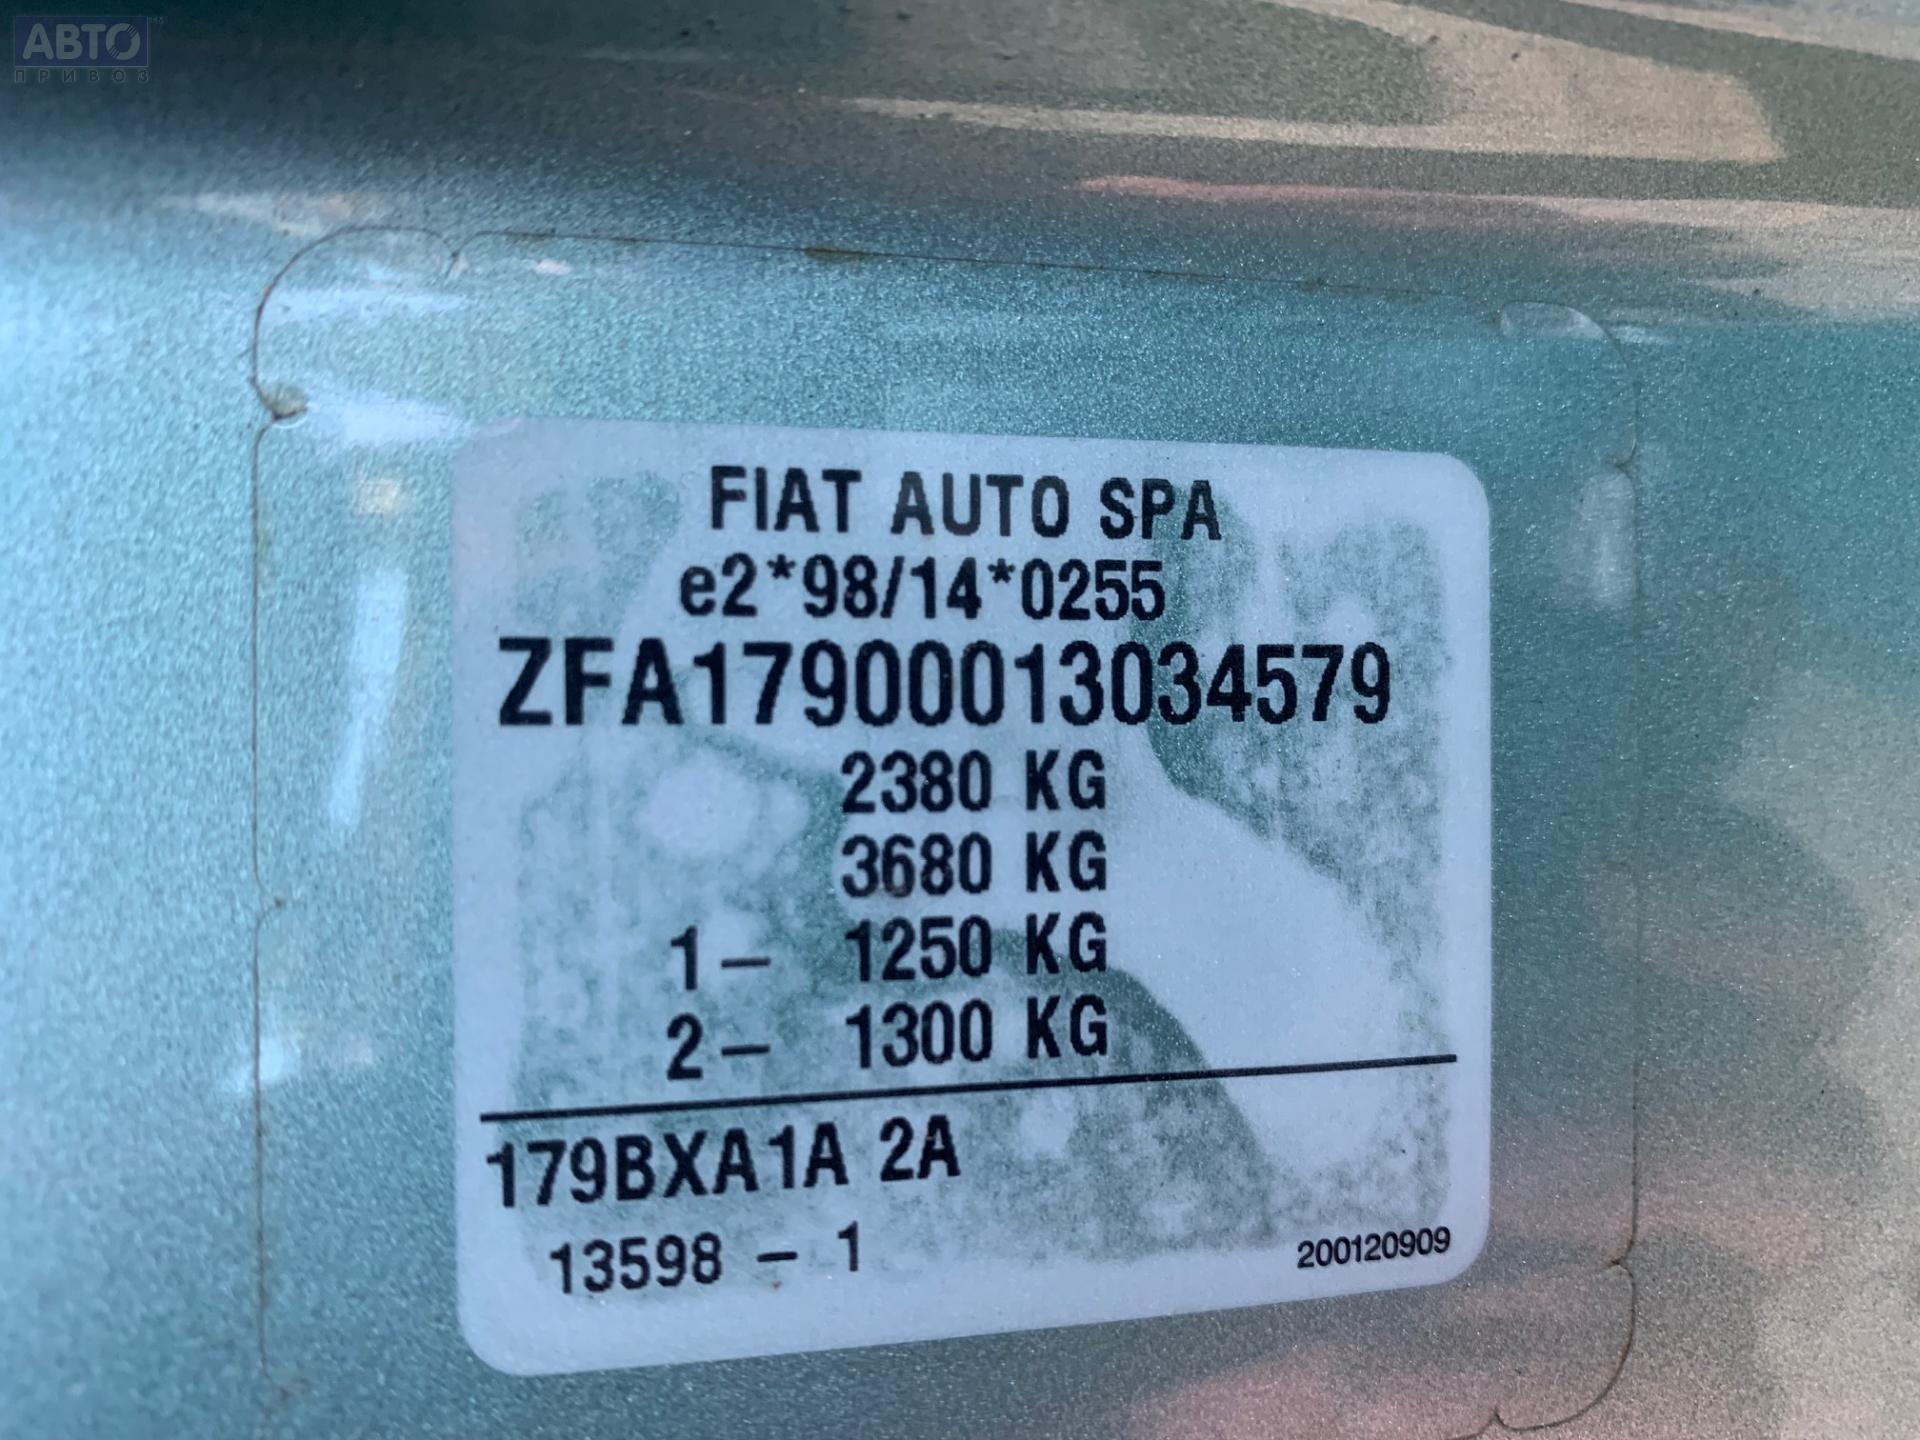 АВТО
ПРИВОЗ
FIAT AUTO SPA
e2*98/14*0255
ZFA17900013034579
2380 KG
3680 KG
1– 1250 KG
2– 1300 KG
179BXA1A 2A
13598 – 1
200120909